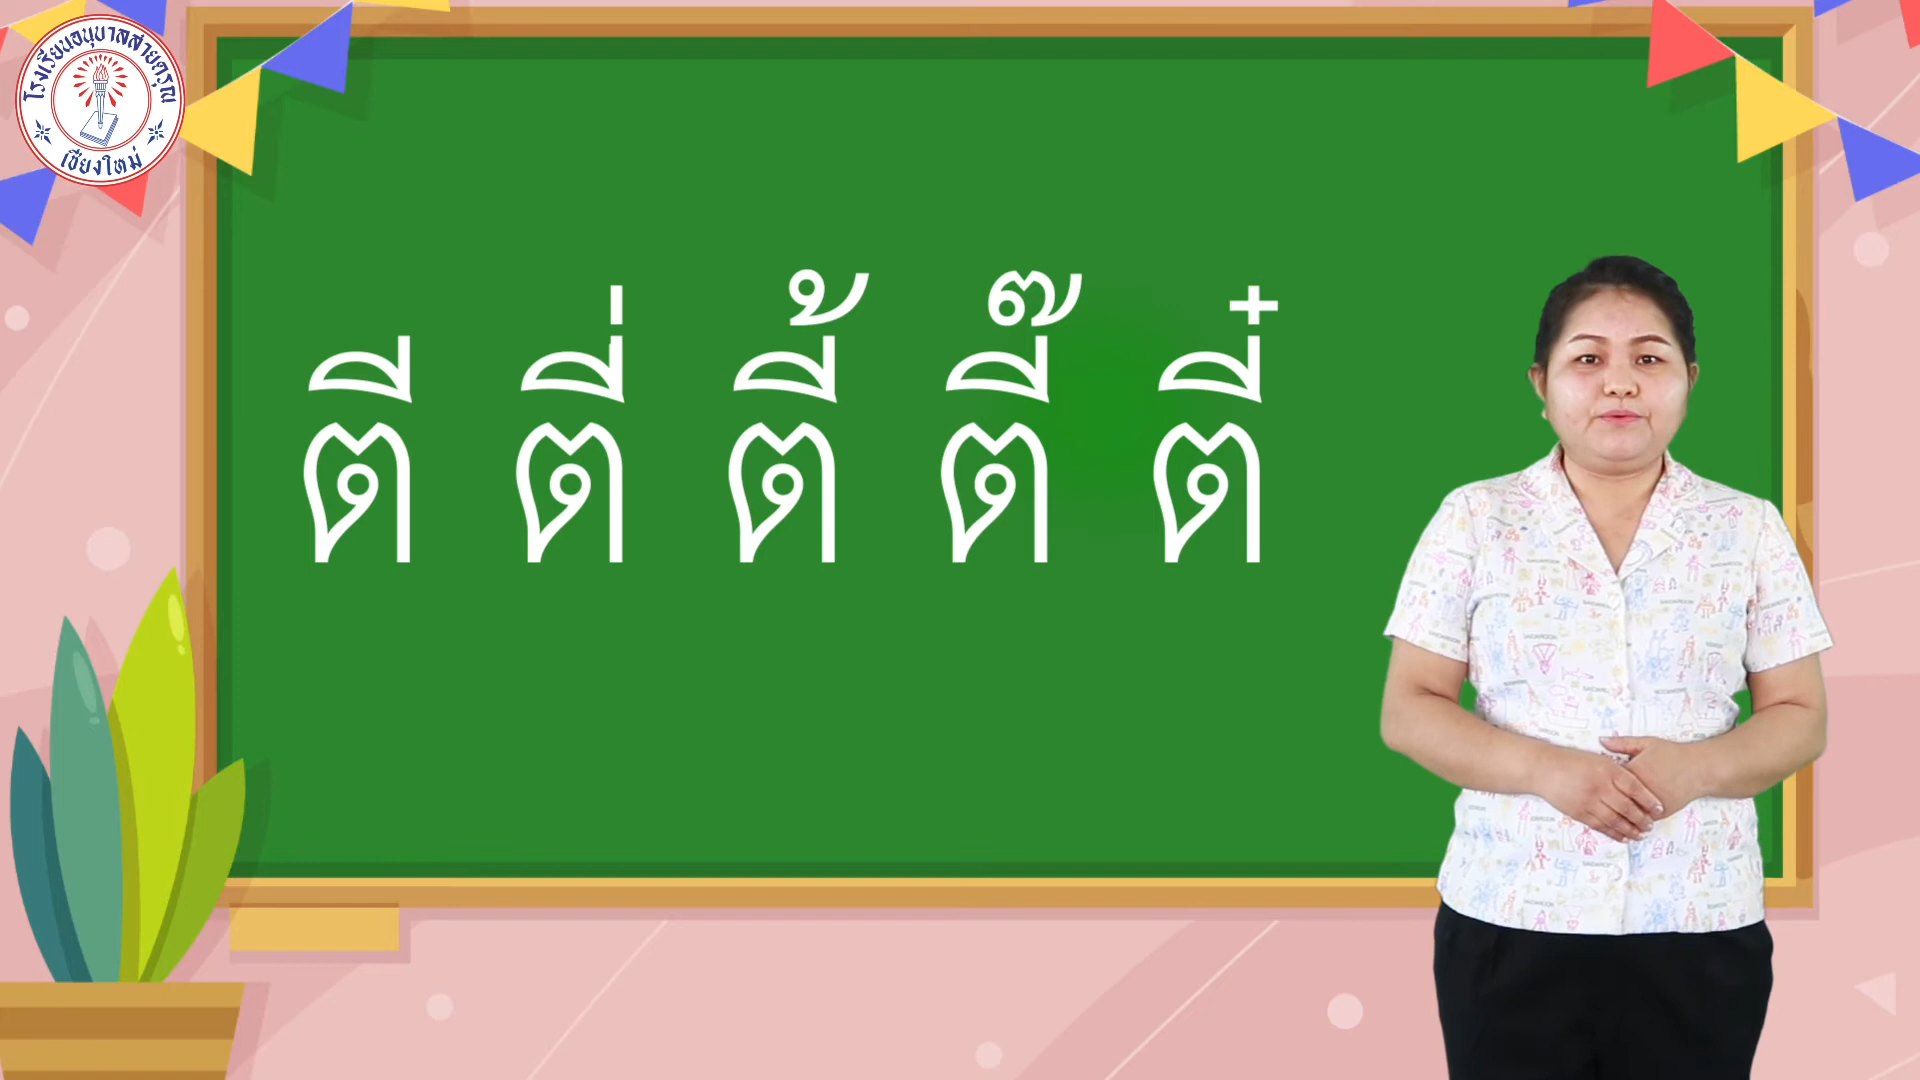 โรงเรียนอนุบาลสายอรุณ
เชียงใหม่
ตี ตี่ ตี้ ตี๊ ตี๋